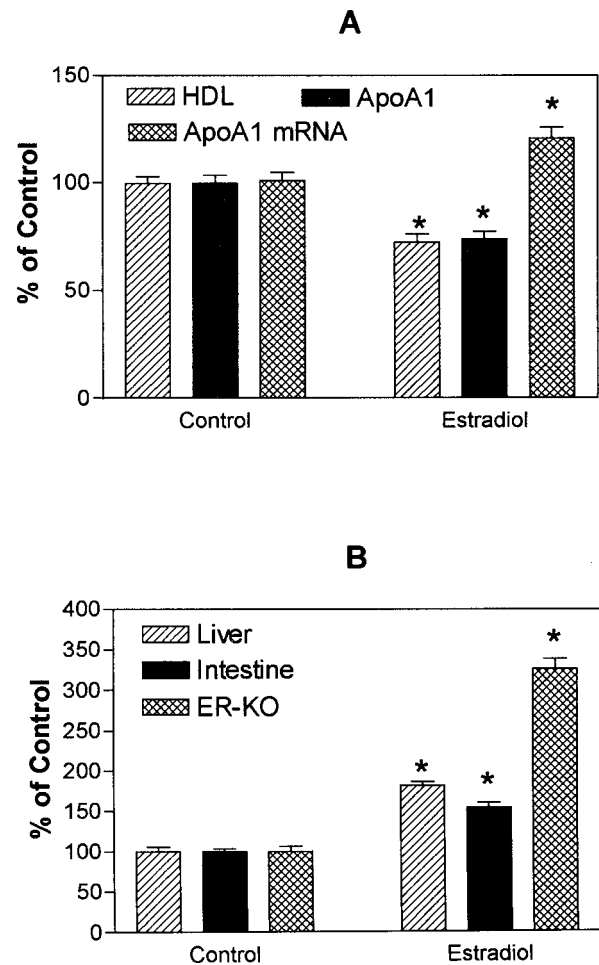 A
% of Control
150
100
50
0
HDL ApoA1
ApoA1 mRNA
* * *
Control Estradiol
B
% of Control
400
350
300
250
200
150
100
50
0
Liver
Intestine
ER-KO
* * *
Control Estradiol